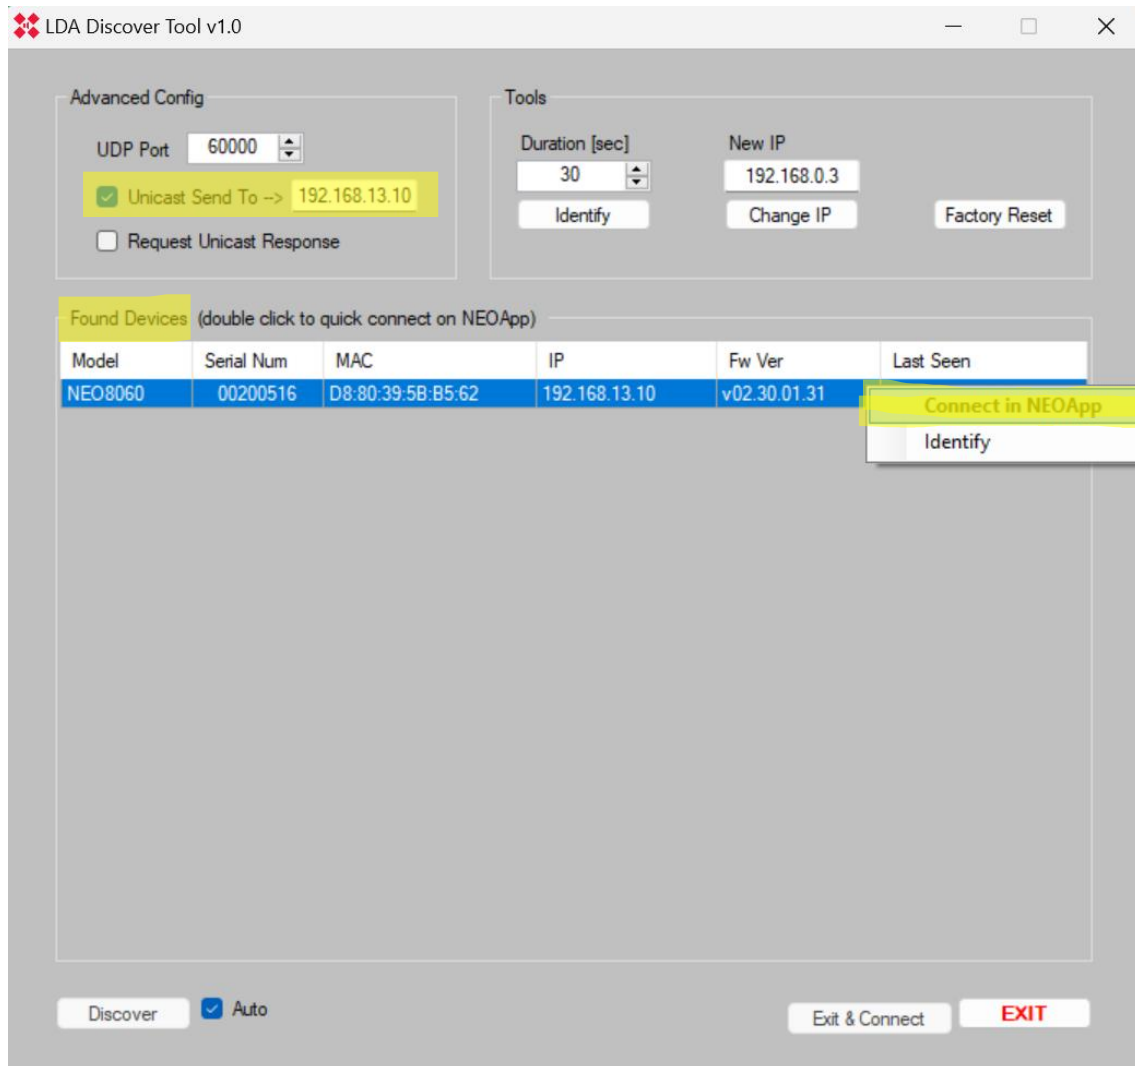 LDA Discover Tool v1.0
Advanced Config
UDP Port 60000
Unicast Send To --> 192.168.13.10
Request Unicast Response
Tools
Duration [sec] New IP
30 192.168.0.3
Identify Change IP Factory Reset
Found Devices (double click to quick connect on NEOApp)
Model Serial Num MAC IP Fw Ver Last Seen
NEO8060 00200516 D8:80:39:5B:B5:62 192.168.13.10 v02.30.01.31
Connect in NEOApp
Identify
Discover Auto Exit & Connect EXIT